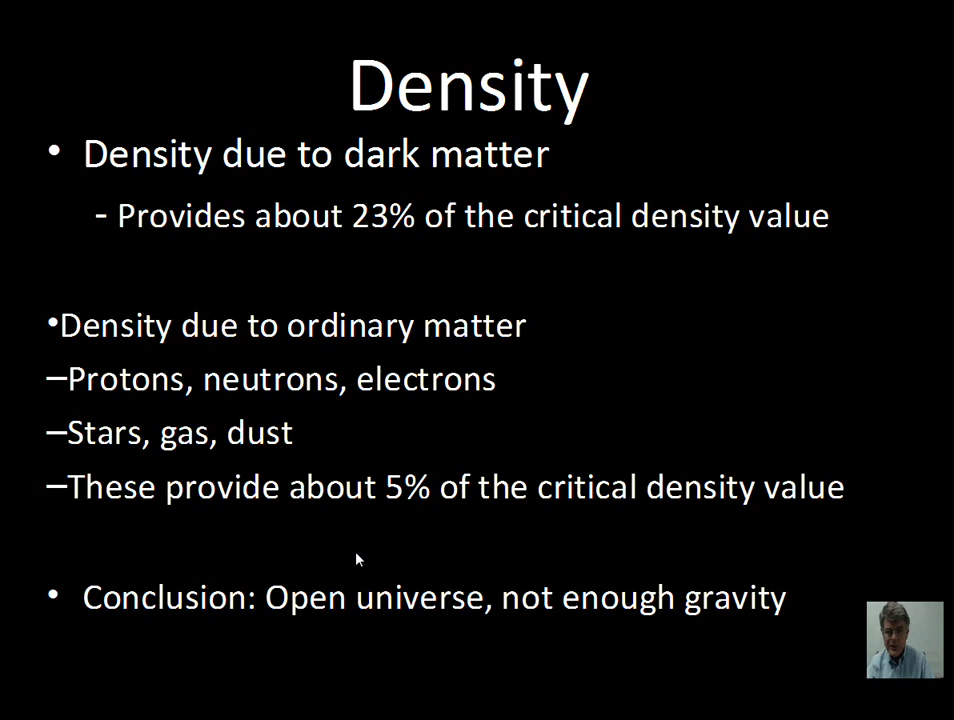 Density
• Density due to dark matter
- Provides about 23% of the critical density value
•Density due to ordinary matter
–Protons, neutrons, electrons
–Stars, gas, dust
–These provide about 5% of the critical density value
• Conclusion: Open universe, not enough gravity